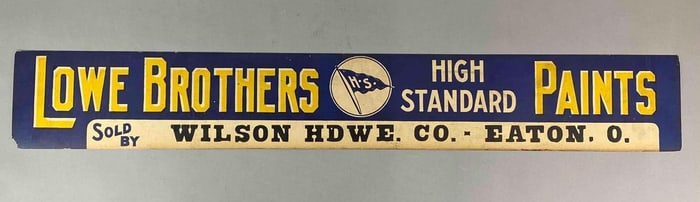 LOWE BROTHERS H·S· HIGH STANDARD PAINTS
SOLD BY WILSON HDWE. CO. - EATON, O.